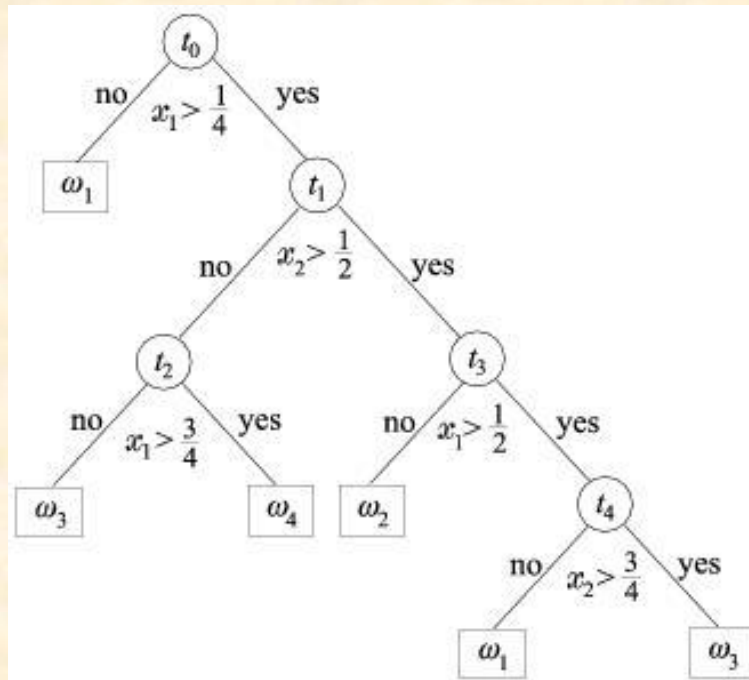 t₀
no x₁ > 1/4 yes
ω₁ t₁
no x₂ > 1/2 yes
t₂ t₃
no x₁ > 3/4 yes no x₁ > 1/2 yes
ω₃ ω₄ ω₂ t₄
no x₂ > 3/4 yes
ω₁ ω₃